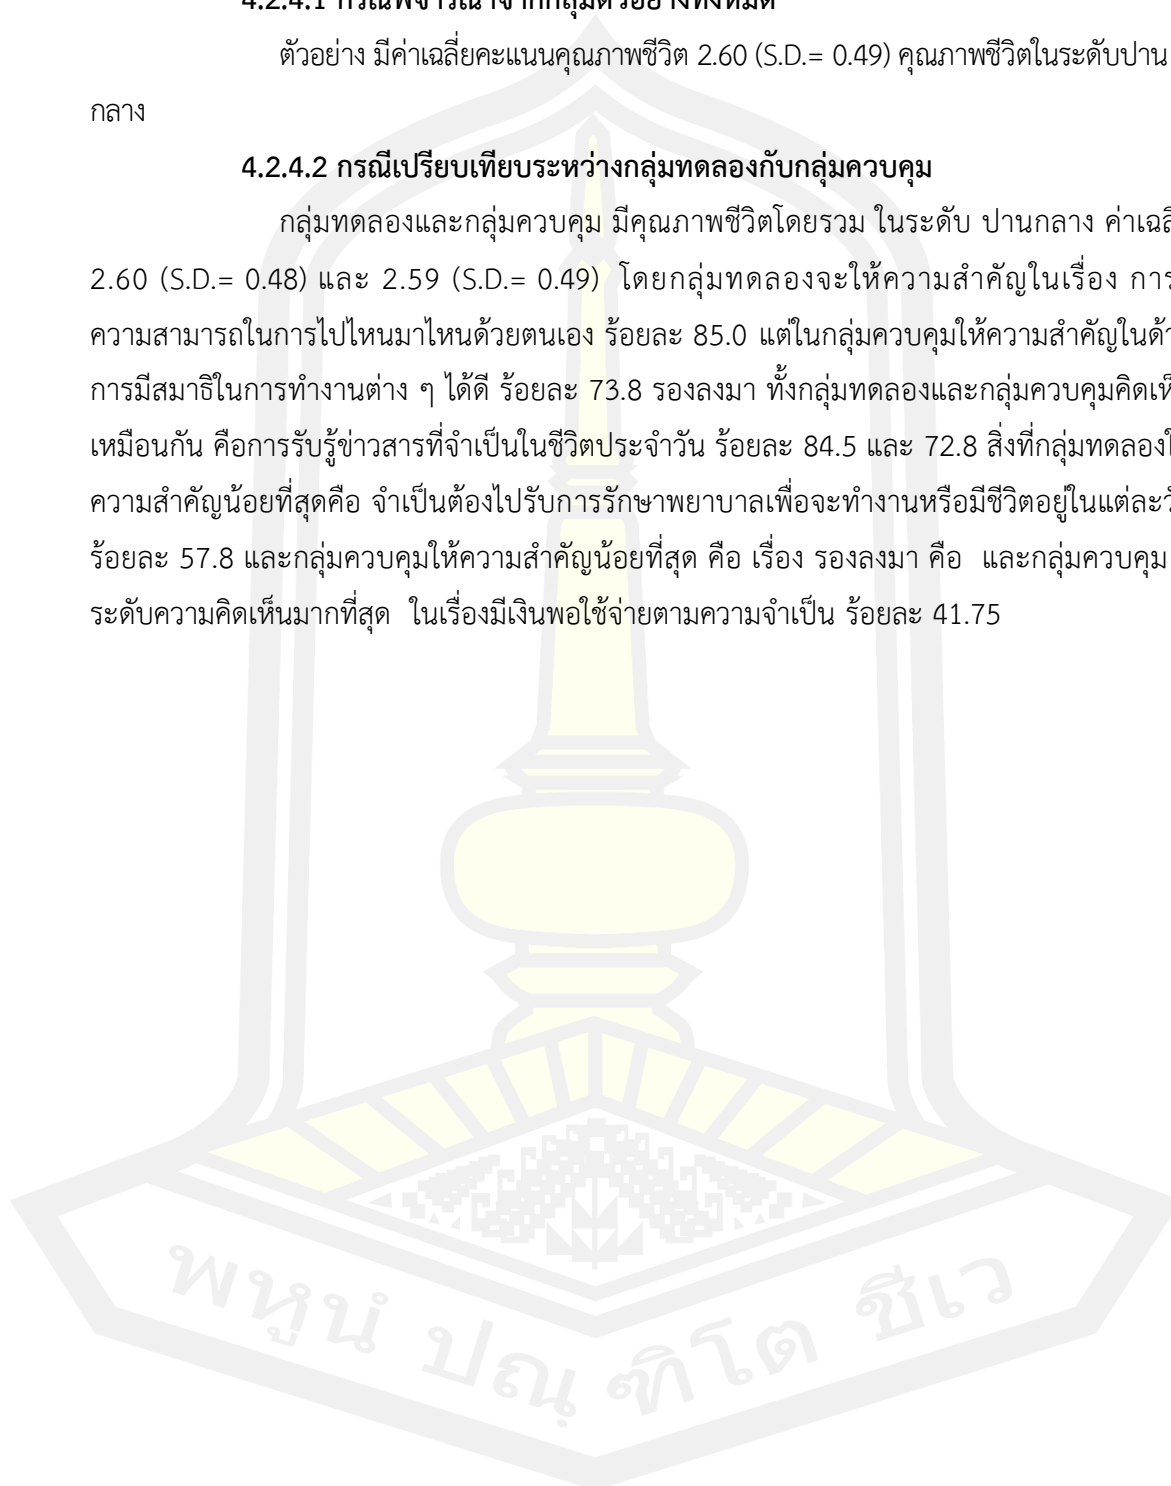 4.2.4.1 กรณีพิจารณาจากกลุ่มตัวอย่างทั้งหมด
ตัวอย่าง มีค่าเฉลี่ยคะแนนคุณภาพชีวิต 2.60 (S.D.= 0.49) คุณภาพชีวิตในระดับปาน
กลาง
4.2.4.2 กรณีเปรียบเทียบระหว่างกลุ่มทดลองกับกลุ่มควบคุม
กลุ่มทดลองและกลุ่มควบคุม มีคุณภาพชีวิตโดยรวม ในระดับ ปานกลาง
2.60 (S.D.= 0.48) และ 2.59 (S.D.= 0.49) โดยกลุ่มทดลองจะให้ความสำคัญในเรื่อง การ
ความสามารถในการไปไหนมาไหนด้วยตนเอง ร้อยละ 85.0 แต่ในกลุ่มควบคุมให้ความสำคัญใน
การมีสมาธิในการทำงานต่าง ๆ ได้ดี ร้อยละ 73.8 รองลงมา ทั้งกลุ่มทดลองและกลุ่มควบคุม
เหมือนกัน คือการรับรู้ข่าวสารที่จำเป็นในชีวิตประจำวัน ร้อยละ 84.5 และ 72.8 สิ่งที่กลุ่มทดลอง
ความสำคัญน้อยที่สุดคือ จำเป็นต้องไปรับการรักษาพยาบาลเพื่อจะทำงานหรือมีชีวิตอยู่ในแต่ละ
ร้อยละ 57.8 และกลุ่มควบคุมให้ความสำคัญน้อยที่สุด คือ เรื่อง รองลงมา คือ และกลุ่มควบคุม
ระดับความคิดเห็นมากที่สุด ในเรื่องมีเงินพอใช้จ่ายตามความจำเป็น ร้อยละ 41.75
พหูนํ ปณฺฑิโต ชีเว